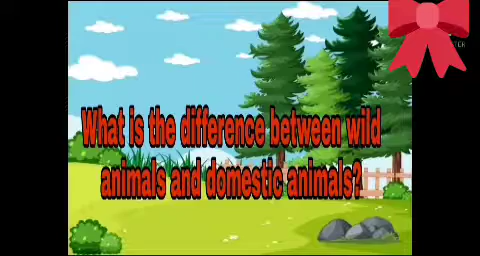 What is the difference between wild
animals and domestic animals?